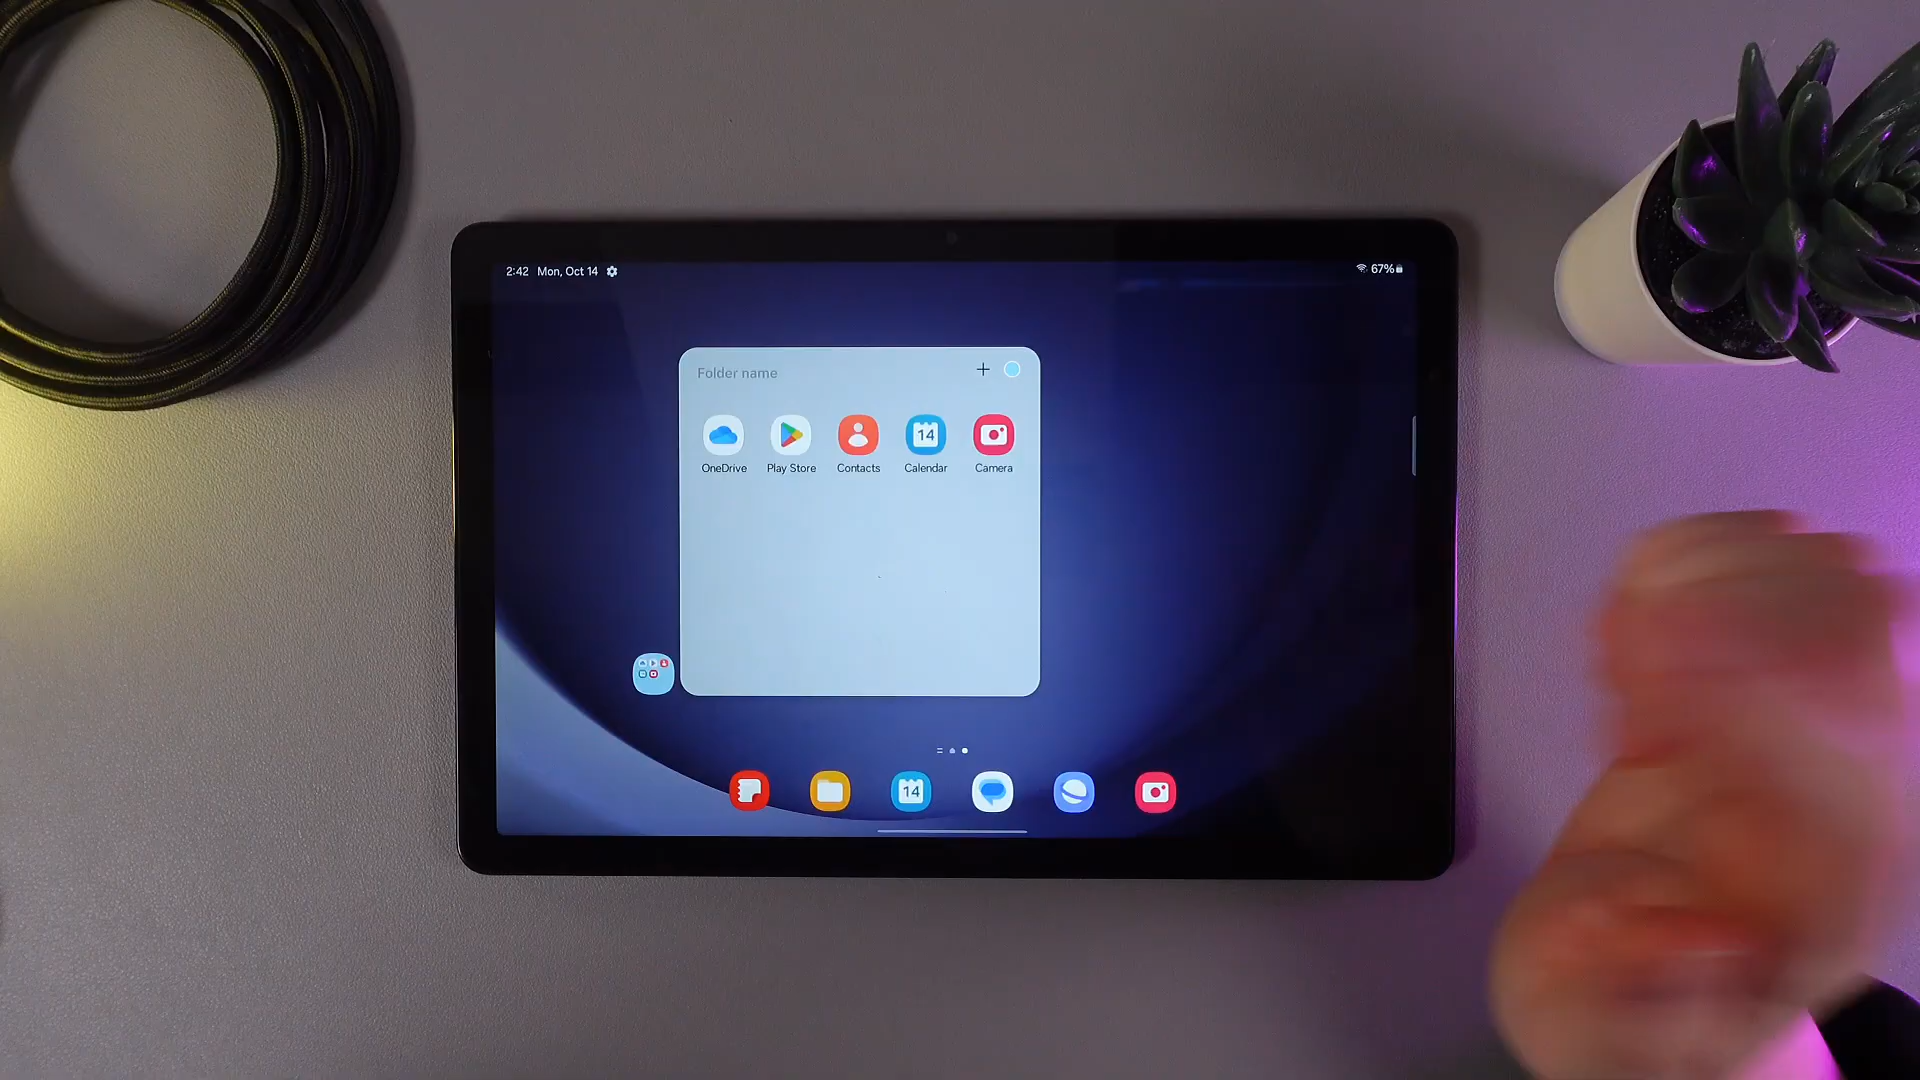 2:42 Mon, Oct 14
67%
Folder name
14
OneDrive Play Store Contacts Calendar Camera
14